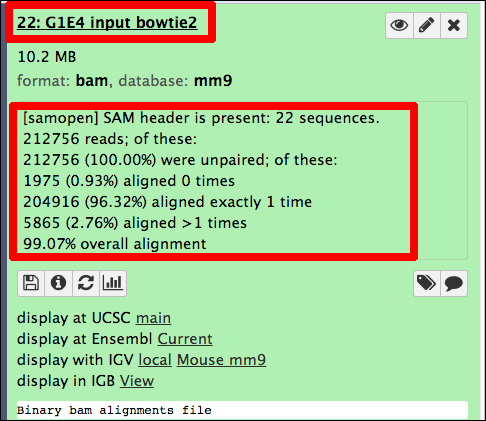 22: G1E4 input bowtie2
10.2 MB
format: bam, database: mm9
[samopen] SAM header is present: 22 sequences.
212756 reads; of these:
212756 (100.00%) were unpaired; of these:
1975 (0.93%) aligned 0 times
204916 (96.32%) aligned exactly 1 time
5865 (2.76%) aligned >1 times
99.07% overall alignment
display at UCSC main
display at Ensembl Current
display with IGV local Mouse mm9
display in IGB View
Binary bam alignments file